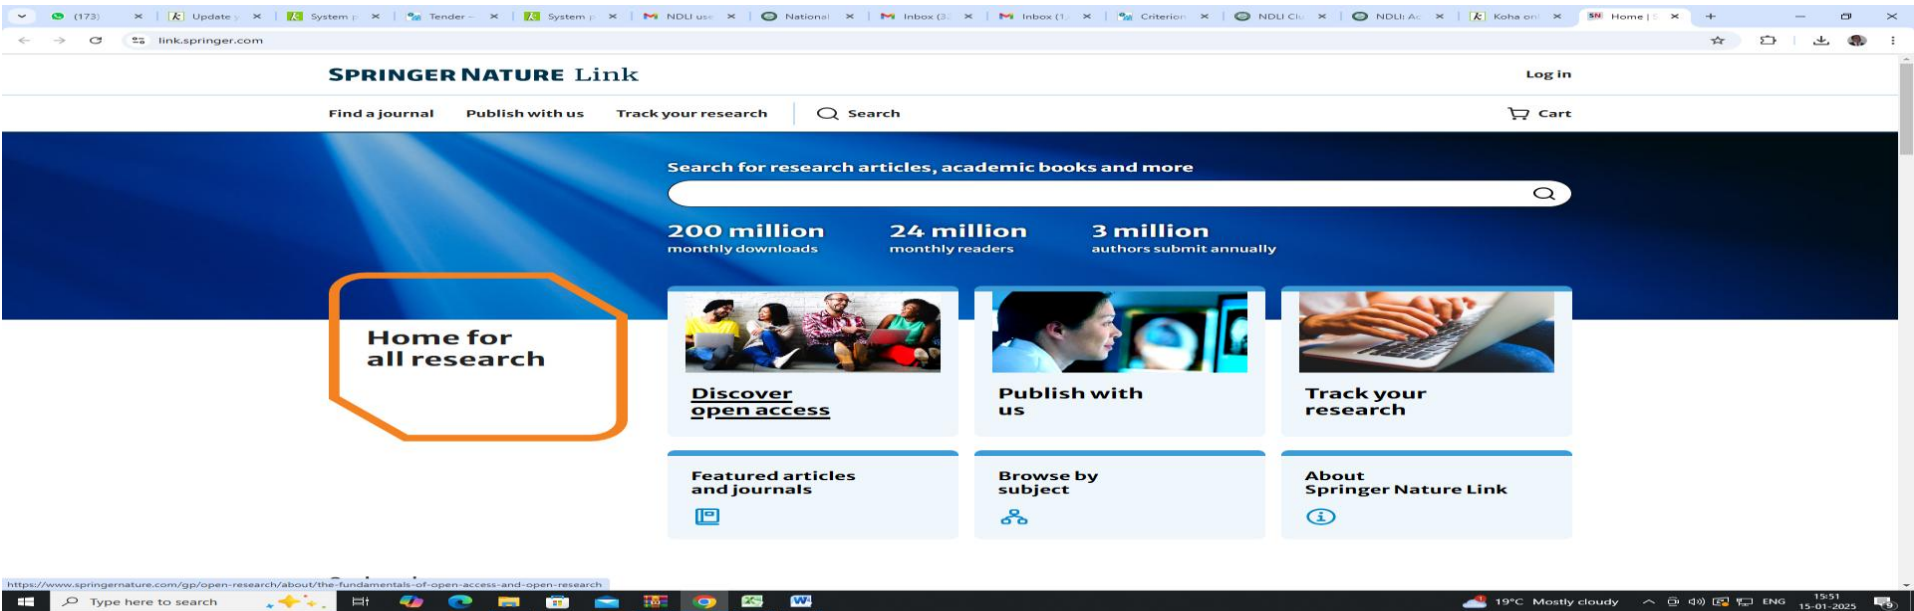 (173)
Update
System p
Tender –
System p
NDLI use
National
Inbox (3,
Inbox (1,
Criterion
NDLI Clu
NDLI: Ac
Koha onl
SN Home | S
link.springer.com
SPRINGER NATURE Link
Log in
Find a journal Publish with us Track your research Search
Cart
Search for research articles, academic books and more
200 million 24 million 3 million
monthly downloads monthly readers authors submit annually
Home for
all research
Discover
open access
Publish with
us
Track your
research
Featured articles
and journals
Browse by
subject
About
Springer Nature Link
https://www.springernature.com/gp/open-research/about/the-fundamentals-of-open-access-and-open-research
Type here to search
19°C Mostly cloudy
ENG
15:51
15-01-2025